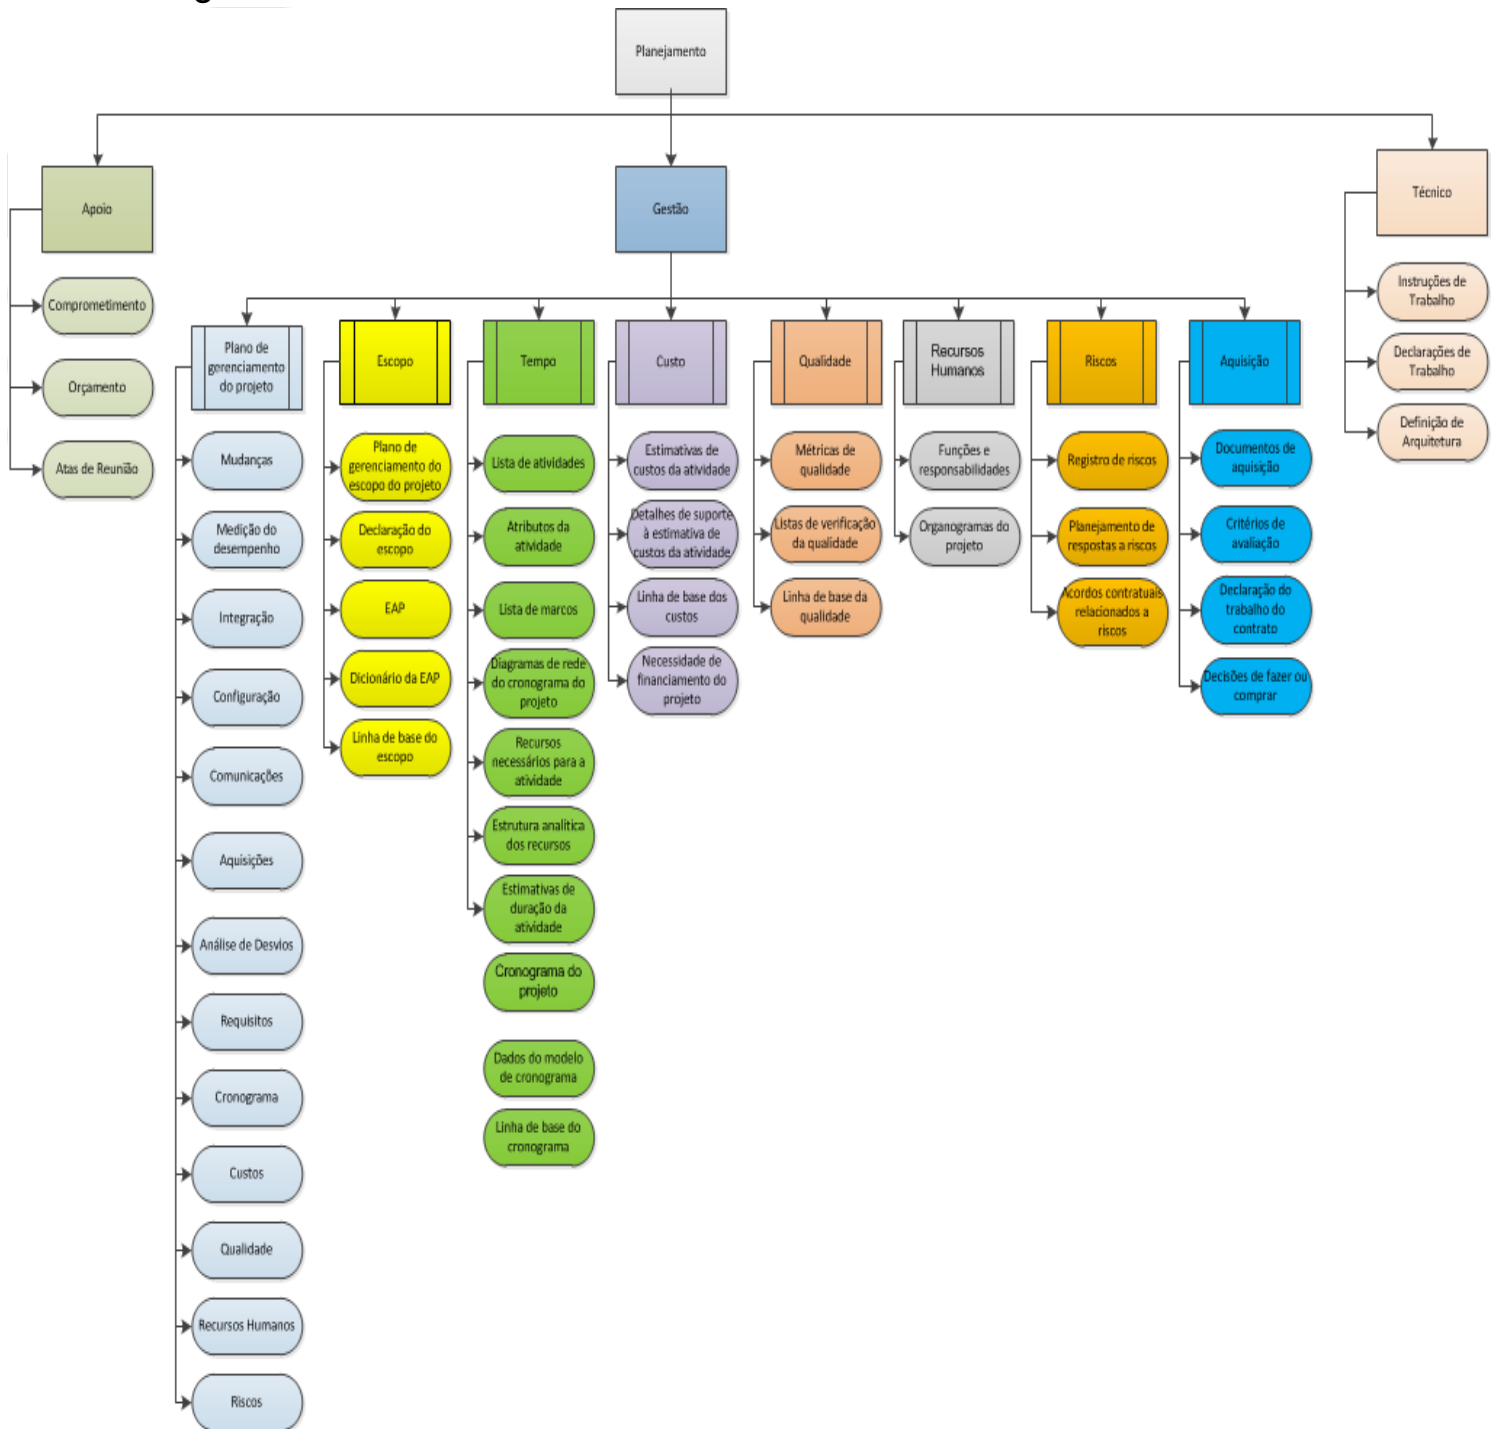 Planejamento
Apoio
Comprometimento
Orçamento
Atas de Reunião
Gestão
Plano de
gerenciamento
do projeto
Mudanças
Medição do
desempenho
Integração
Configuração
Comunicações
Aquisições
Análise de Desvios
Requisitos
Cronograma
Custos
Qualidade
Recursos Humanos
Riscos
Escopo
Plano de
gerenciamento do
escopo do projeto
Declaração do
escopo
EAP
Dicionário da EAP
Linha de base do
escopo
Tempo
Lista de atividades
Atributos da
atividade
Lista de marcos
Diagramas de rede
do cronograma do
projeto
Recursos
necessários para a
atividade
Estrutura analítica
dos recursos
Estimativas de
duração da
atividade
Cronograma do
projeto
Dados do modelo
de cronograma
Linha de base do
cronograma
Custo
Estimativas de
custos da atividade
Detalhes de suporte
à estimativa de
custos da atividade
Linha de base dos
custos
Necessidade de
financiamento do
projeto
Qualidade
Métricas de
qualidade
Listas de verificação
da qualidade
Linha de base da
qualidade
Recursos
Humanos
Funções e
responsabilidades
Organogramas do
projeto
Riscos
Registro de riscos
Planejamento de
respostas a riscos
Acordos contratuais
relacionados a
riscos
Aquisição
Documentos de
aquisição
Critérios de
avaliação
Declaração do
trabalho do
contrato
Decisões de fazer ou
comprar
Técnico
Instruções de
Trabalho
Declarações de
Trabalho
Definição de
Arquitetura